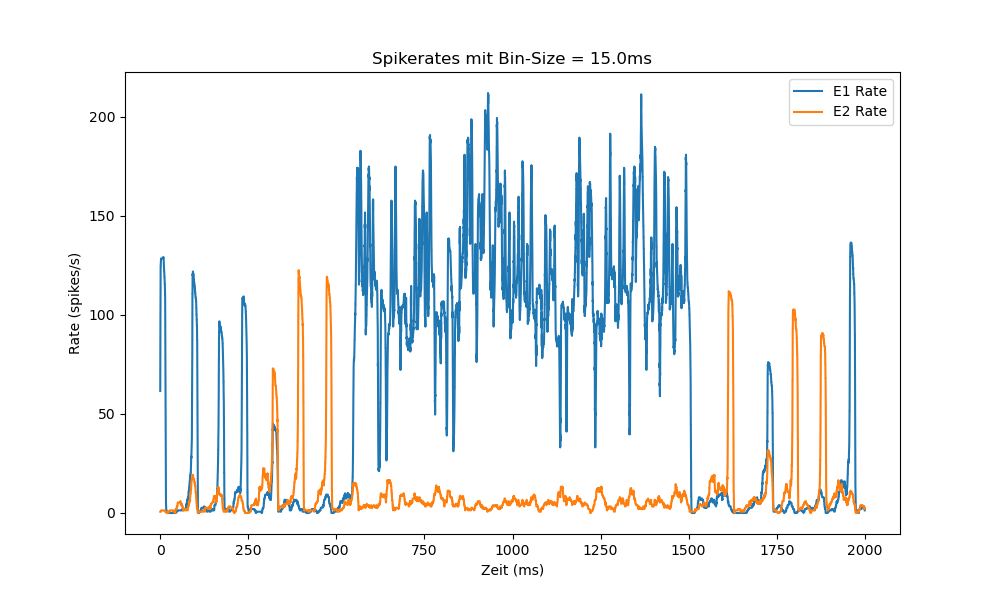 Spikerates mit Bin-Size = 15.0ms
E1 Rate
E2 Rate
Rate (spikes/s)
200
150
100
50
0
0 250 500 750 1000 1250 1500 1750 2000
Zeit (ms)